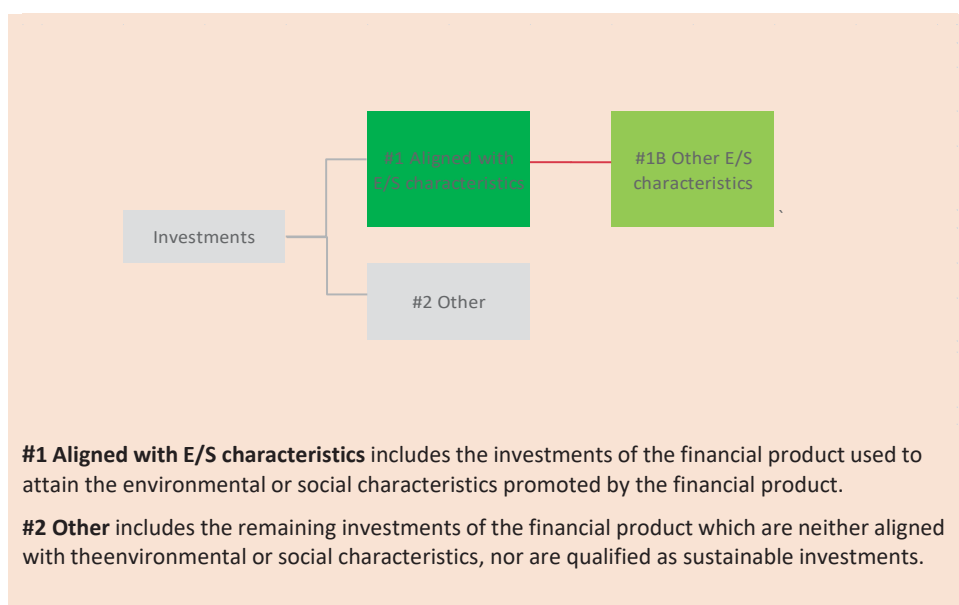 #1 Aligned with
E/S characteristics
#1B Other E/S
characteristics
`
Investments
#2 Other
#1 Aligned with E/S characteristics includes the investments of the financial product used to
attain the environmental or social characteristics promoted by the financial product.
#2 Other includes the remaining investments of the financial product which are neither aligned
with theenvironmental or social characteristics, nor are qualified as sustainable investments.